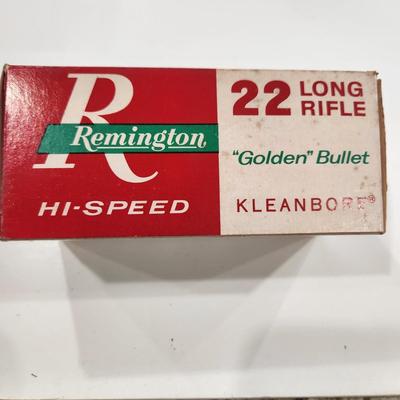 R
Remington®
HI-SPEED
22 LONG RIFLE
"Golden" Bullet
KLEANBORE®